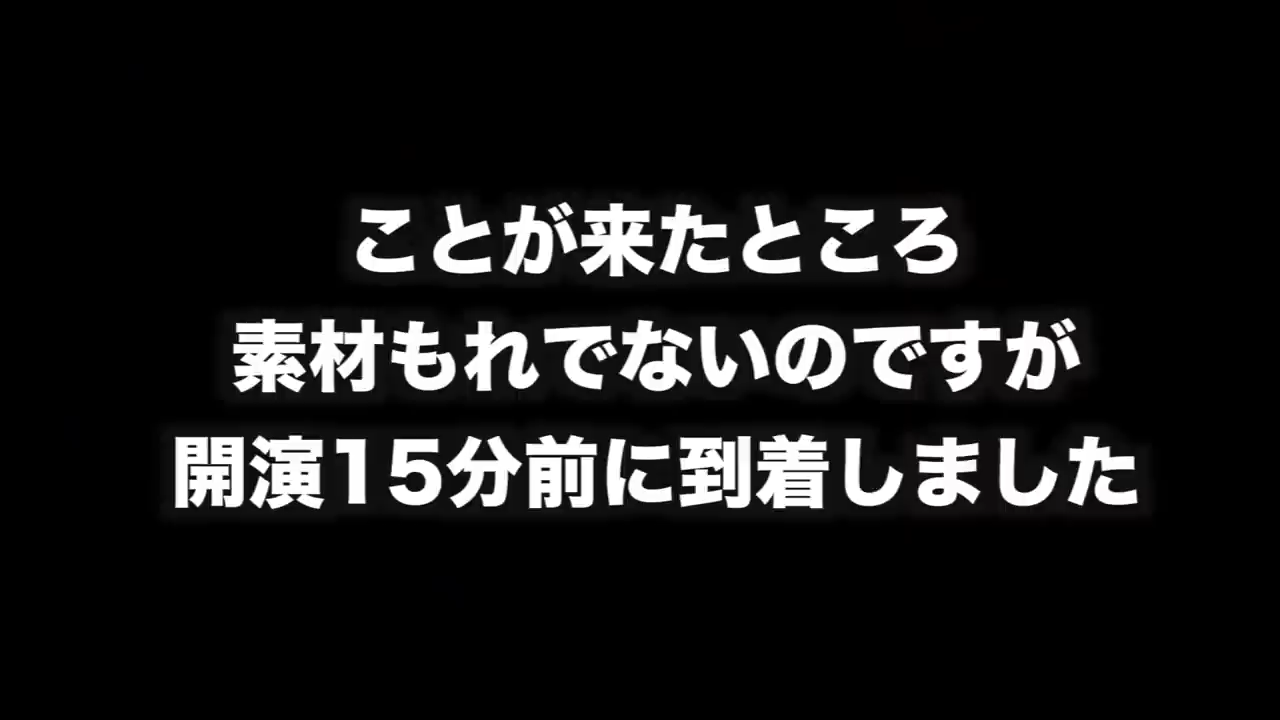 ことが来たところ
素材もれでないのですが
開演15分前に到着しました